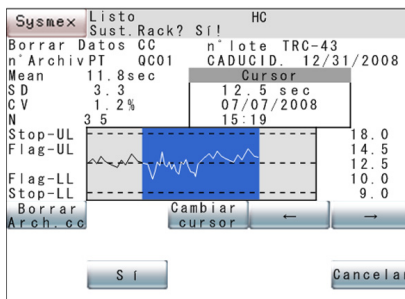 Sysmex Listo HC
Sust.Rack? Sí!
Borrar Datos CC n°lote TRC-43
n°Archiv PT QC01 CADUCID. 12/31/2008
Mean 11.8sec Cursor
SD 3.3 12.5 sec
CV 1.2% 07/07/2008
N 35 15:19
Stop-UL 18.0
Flag-UL 14.5
12.5
Flag-LL 10.0
Stop-LL 9.0
Borrar Arch.cc
Cambiar cursor
← →
Sí Cancelar